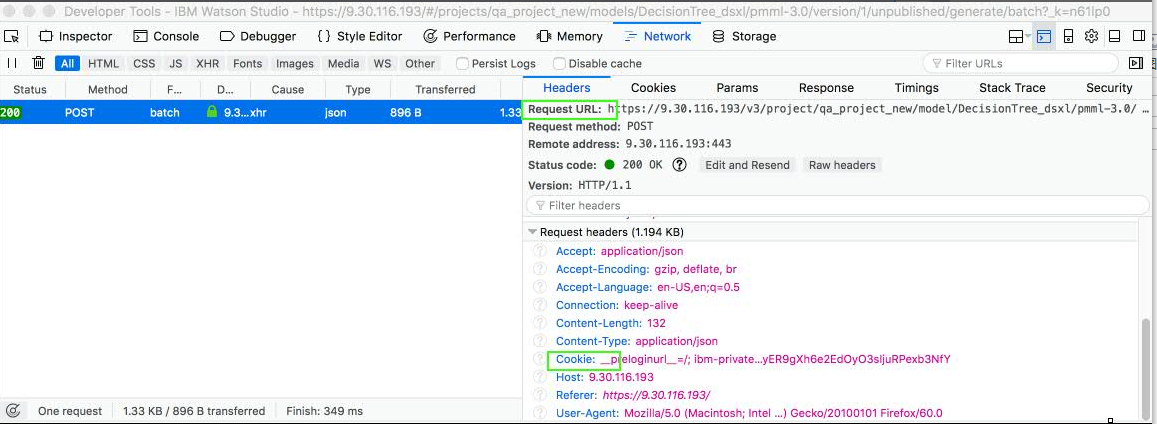 Developer Tools - IBM Watson Studio - https://9.30.116.193/#/projects/qa_project_new/models/DecisionTree_dsxl/pmml-3.0/version/1/unpublished/generate/batch?_k=n61lp0
Inspector Console Debugger {} Style Editor Performance Memory Network Storage
All HTML CSS JS XHR Fonts Images Media WS Other Persist Logs Disable cache Filter URLs
Status Method F... D... Cause Type Transferred
200 POST batch 9.3... xhr json 896 B 1.33
Headers Cookies Params Response Timings Stack Trace Security
Request URL: https://9.30.116.193/v3/project/qa_project_new/model/DecisionTree_dsxl/pmml-3.0/ ...
Request method: POST
Remote address: 9.30.116.193:443
Status code: 200 OK ? Edit and Resend Raw headers
Version: HTTP/1.1
Filter headers
Request headers (1.194 KB)
? Accept: application/json
? Accept-Encoding: gzip, deflate, br
? Accept-Language: en-US,en;q=0.5
? Connection: keep-alive
? Content-Length: 132
? Content-Type: application/json
? Cookie: __preloginurl__=/; ibm-private...yER9gXh6e2EdOyO3sljuRPexb3NfY
? Host: 9.30.116.193
? Referer: https://9.30.116.193/
? User-Agent: Mozilla/5.0 (Macintosh; Intel ...) Gecko/20100101 Firefox/60.0
One request 1.33 KB / 896 B transferred Finish: 349 ms